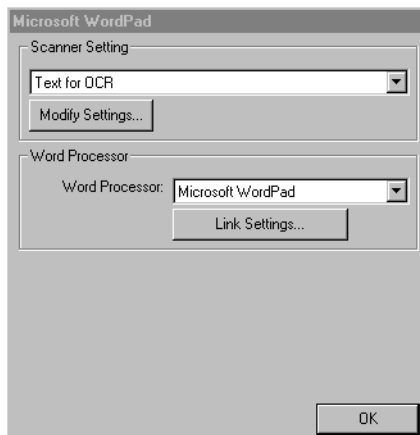 Microsoft WordPad
Scanner Setting
Text for OCR
Modify Settings...
Word Processor
Word Processor: Microsoft WordPad
Link Settings...
OK